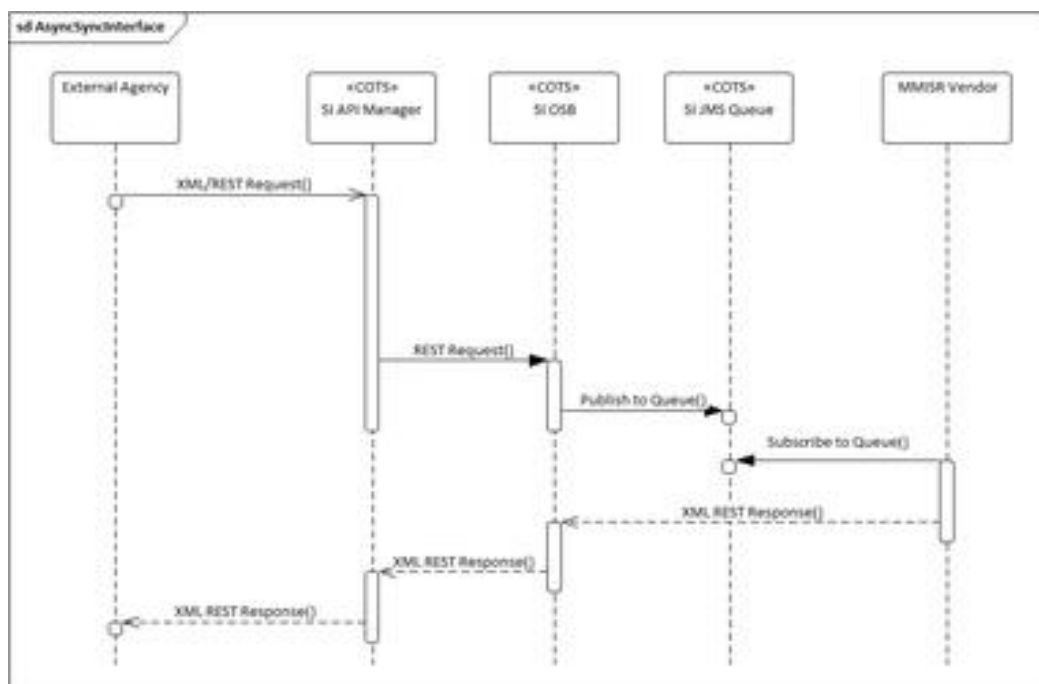 sd AsyncSyncInterface
External Agency
«COTS»
SI API Manager
«COTS»
SI OSB
«COTS»
SI JMS Queue
MMISR Vendor
XML/REST Request()
REST Request()
Publish to Queue()
Subscribe to Queue()
XML REST Response()
XML REST Response()
XML REST Response()